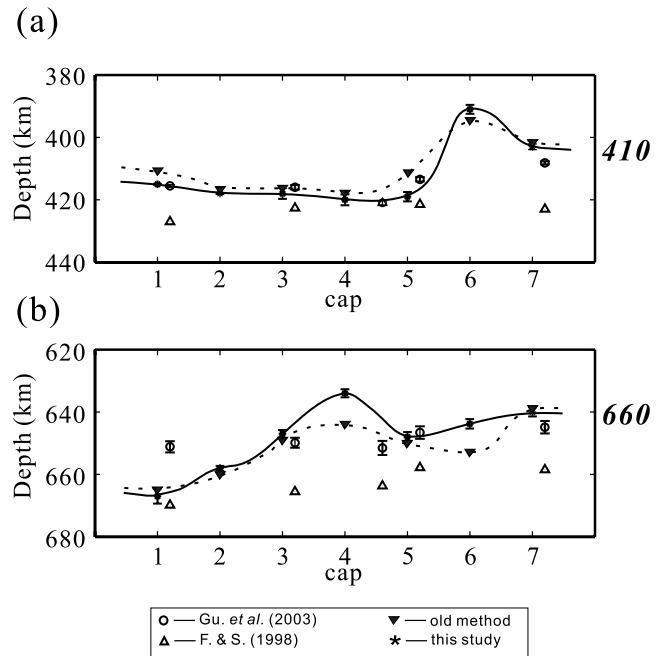 (a)
380
400
420
440
Depth (km)
410
1 2 3 4 5 6 7
cap
(b)
620
640
660
680
Depth (km)
660
1 2 3 4 5 6 7
cap
Gu. et al. (2003)
old method
F. & S. (1998)
this study